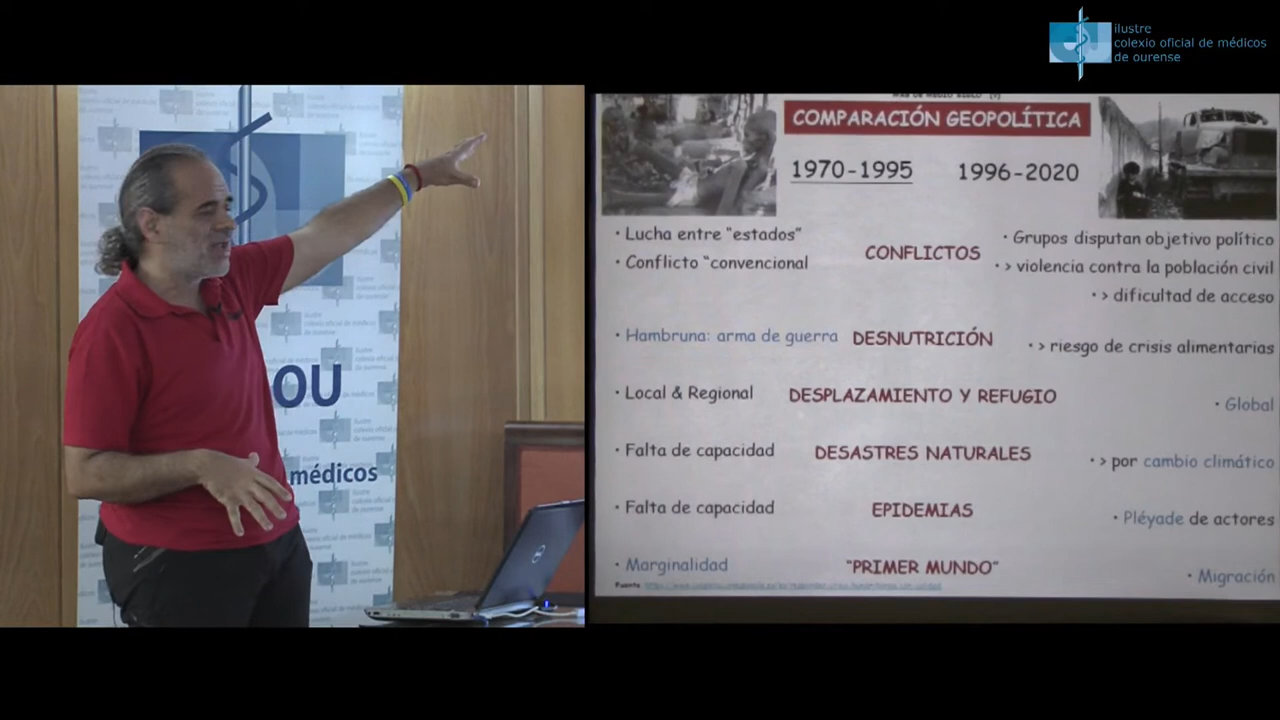 ilustre
colexio oficial de médicos
de ourense
OU
médicos
COMPARACIÓN GEOPOLÍTICA
1970-1995 1996-2020
• Lucha entre “estados”
• Conflicto “convencional
CONFLICTOS
• Grupos disputan objetivo político
• > violencia contra la población civil
• > dificultad de acceso
• Hambruna: arma de guerra DESNUTRICIÓN • > riesgo de crisis alimentarias
• Local & Regional DESPLAZAMIENTO Y REFUGIO • Global
• Falta de capacidad DESASTRES NATURALES • > por cambio climático
• Falta de capacidad EPIDEMIAS • Pléyade de actores
• Marginalidad “PRIMER MUNDO” • Migración
Fuente